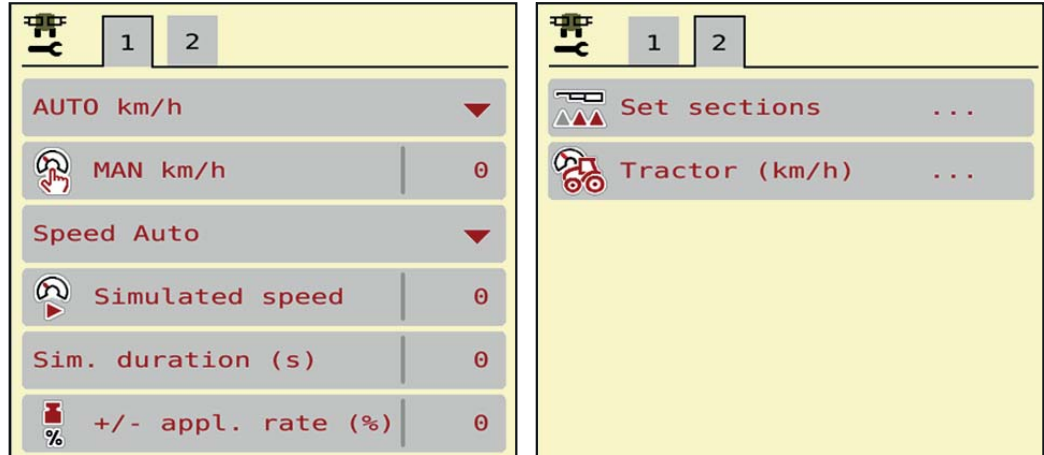 1 2
AUTO km/h
MAN km/h 0
Speed Auto
Simulated speed 0
Sim. duration (s) 0
% +/- appl. rate (%) 0
1 2
Set sections ...
Tractor (km/h) ...